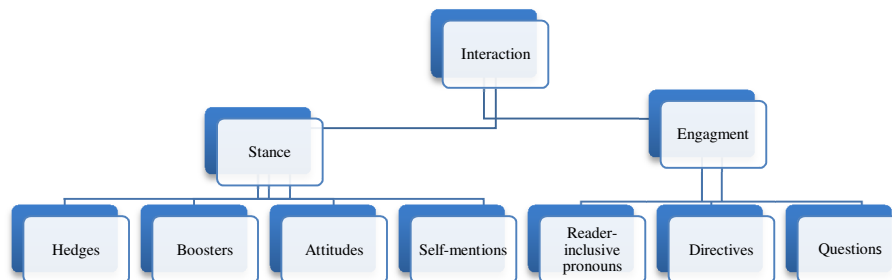 Interaction
Engagment
Stance
Hedges
Boosters
Attitudes
Self-mentions
Reader-
inclusive
pronouns
Directives
Questions